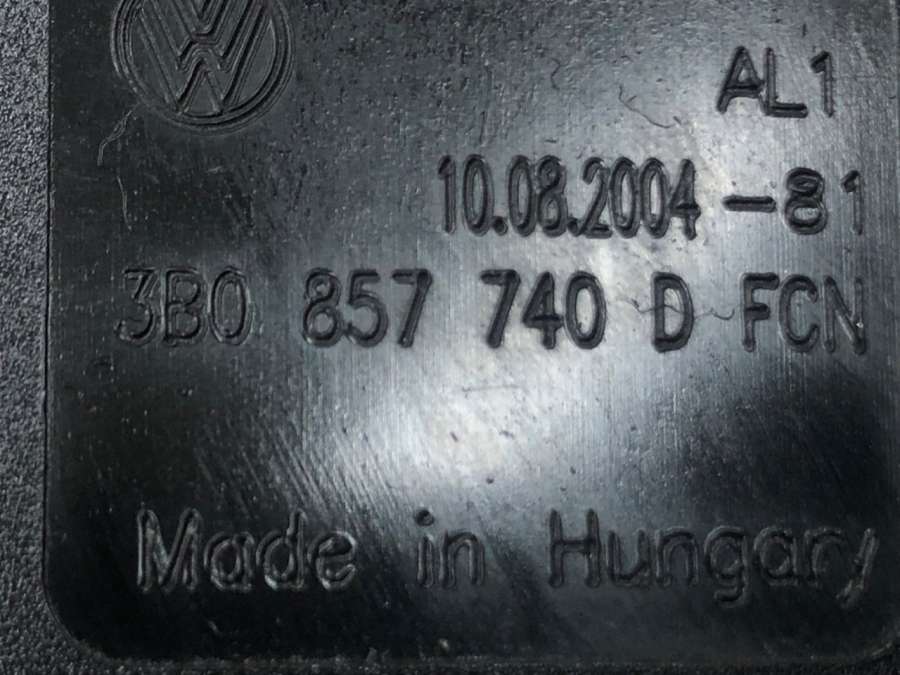 AL1
10.08.2004 -81
3B0 857 740 D FCN
Made in Hungary